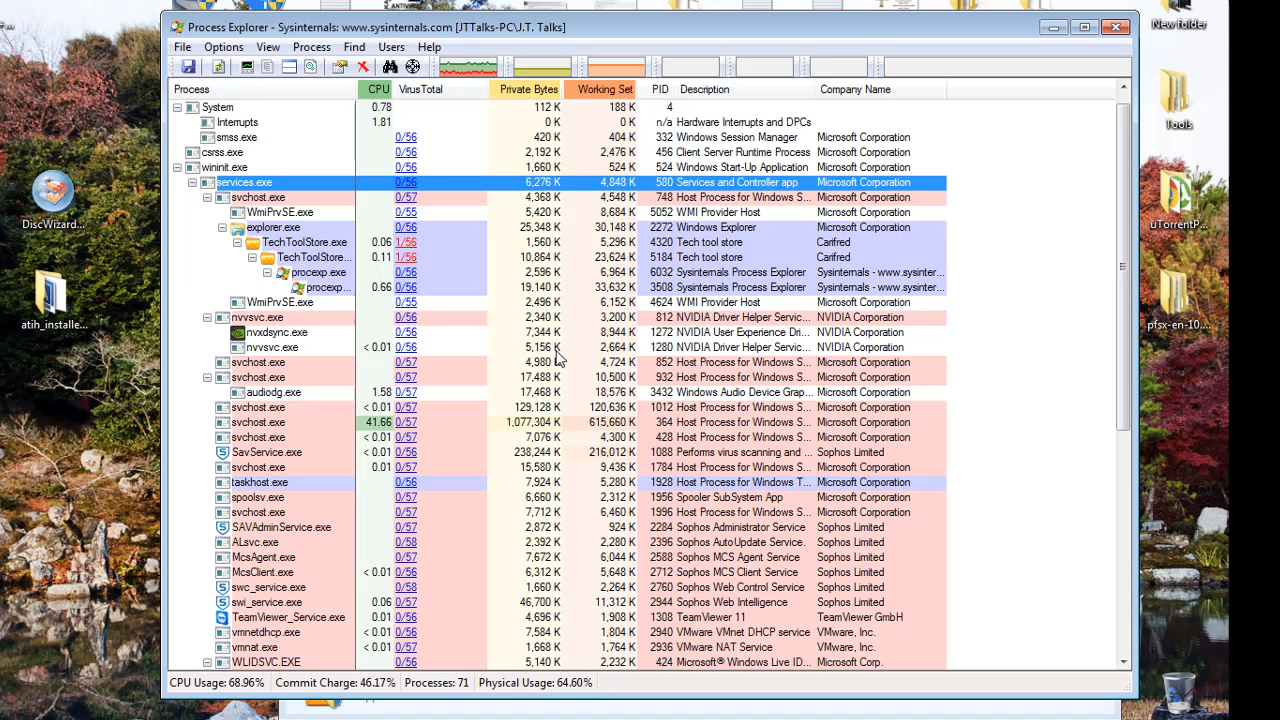 Process Explorer - Sysinternals: www.sysinternals.com [JTTalks-PC\J.T. Talks]
File Options View Process Find Users Help
Process CPU VirusTotal Private Bytes Working Set PID Description Company Name
System 0.78 112 K 188 K 4
Interrupts 1.81 0 K 0 K n/a Hardware Interrupts and DPCs
smss.exe 0/56 420 K 404 K 332 Windows Session Manager Microsoft Corporation
csrss.exe 0/56 2,192 K 2,476 K 456 Client Server Runtime Process Microsoft Corporation
wininit.exe 0/56 1,660 K 524 K 524 Windows Start-Up Application Microsoft Corporation
services.exe 0/56 6,276 K 4,848 K 580 Services and Controller app Microsoft Corporation
svchost.exe 0/57 4,368 K 4,548 K 748 Host Process for Windows S... Microsoft Corporation
WmiPrvSE.exe 0/55 5,420 K 8,684 K 5052 WMI Provider Host Microsoft Corporation
explorer.exe 0/56 25,348 K 30,148 K 2272 Windows Explorer Microsoft Corporation
TechToolStore.exe 0.06 1/56 1,560 K 5,296 K 4320 Tech tool store Carifred
TechToolStore... 0.11 1/56 10,864 K 23,624 K 5184 Tech tool store Carifred
procexp.exe 0/56 2,596 K 6,964 K 6032 Sysinternals Process Explorer Sysinternals - www.sysinter...
procexp... 0.66 0/56 19,140 K 33,632 K 3508 Sysinternals Process Explorer Sysinternals - www.sysinter...
WmiPrvSE.exe 0/55 2,496 K 6,152 K 4624 WMI Provider Host Microsoft Corporation
nvvsvc.exe 0/56 2,340 K 3,200 K 812 NVIDIA Driver Helper Servic... NVIDIA Corporation
nvxdsync.exe 0/56 7,344 K 8,944 K 1272 NVIDIA User Experience Dri... NVIDIA Corporation
nvvsvc.exe < 0.01 0/56 5,156 K 2,664 K 1280 NVIDIA Driver Helper Servic... NVIDIA Corporation
svchost.exe 0/57 4,980 K 4,724 K 852 Host Process for Windows S... Microsoft Corporation
svchost.exe 0/57 17,488 K 10,500 K 932 Host Process for Windows S... Microsoft Corporation
audiodg.exe 1.58 0/57 17,468 K 18,576 K 3432 Windows Audio Device Grap... Microsoft Corporation
svchost.exe < 0.01 0/57 129,128 K 120,636 K 1012 Host Process for Windows S... Microsoft Corporation
svchost.exe 41.66 0/57 1,077,304 K 615,660 K 364 Host Process for Windows S... Microsoft Corporation
svchost.exe < 0.01 0/57 7,076 K 4,300 K 428 Host Process for Windows S... Microsoft Corporation
SavService.exe < 0.01 0/56 238,244 K 216,012 K 1088 Performs virus scanning and ... Sophos Limited
svchost.exe 0.01 0/57 15,580 K 9,436 K 1784 Host Process for Windows S... Microsoft Corporation
taskhost.exe 0/56 7,924 K 5,280 K 1928 Host Process for Windows T... Microsoft Corporation
spoolsv.exe 0/56 6,660 K 2,312 K 1956 Spooler SubSystem App Microsoft Corporation
svchost.exe 0/57 7,712 K 6,460 K 1996 Host Process for Windows S... Microsoft Corporation
SAVAdminService.exe 0/57 2,872 K 924 K 2284 Sophos Administrator Service Sophos Limited
ALsvc.exe 0/58 2,392 K 2,280 K 2396 Sophos AutoUpdate Service. Sophos Limited
McsAgent.exe 0/57 7,672 K 6,044 K 2588 Sophos MCS Agent Service Sophos Limited
McsClient.exe < 0.01 0/56 6,312 K 5,648 K 2712 Sophos MCS Client Service Sophos Limited
swc_service.exe 0/58 1,660 K 2,264 K 2760 Sophos Web Control Service Sophos Limited
swi_service.exe 0.06 0/57 46,700 K 11,312 K 2944 Sophos Web Intelligence Sophos Limited
TeamViewer_Service.exe 0/57 4,696 K 1,908 K 1308 TeamViewer 11 TeamViewer GmbH
vmnetdhcp.exe < 0.01 0/56 7,584 K 1,804 K 2940 VMware VMnet DHCP service VMware, Inc.
vmnat.exe < 0.01 0/57 1,668 K 1,764 K 2936 VMware NAT Service VMware, Inc.
WLIDSVC.EXE 0/56 5,140 K 2,232 K 424 Microsoft® Windows Live ID... Microsoft Corp.
CPU Usage: 68.96% Commit Charge: 46.17% Processes: 71 Physical Usage: 64.60%
DiscWizard...
atih_installe...
New folder
Tools
uTorrentP...
pfsx-en-10...